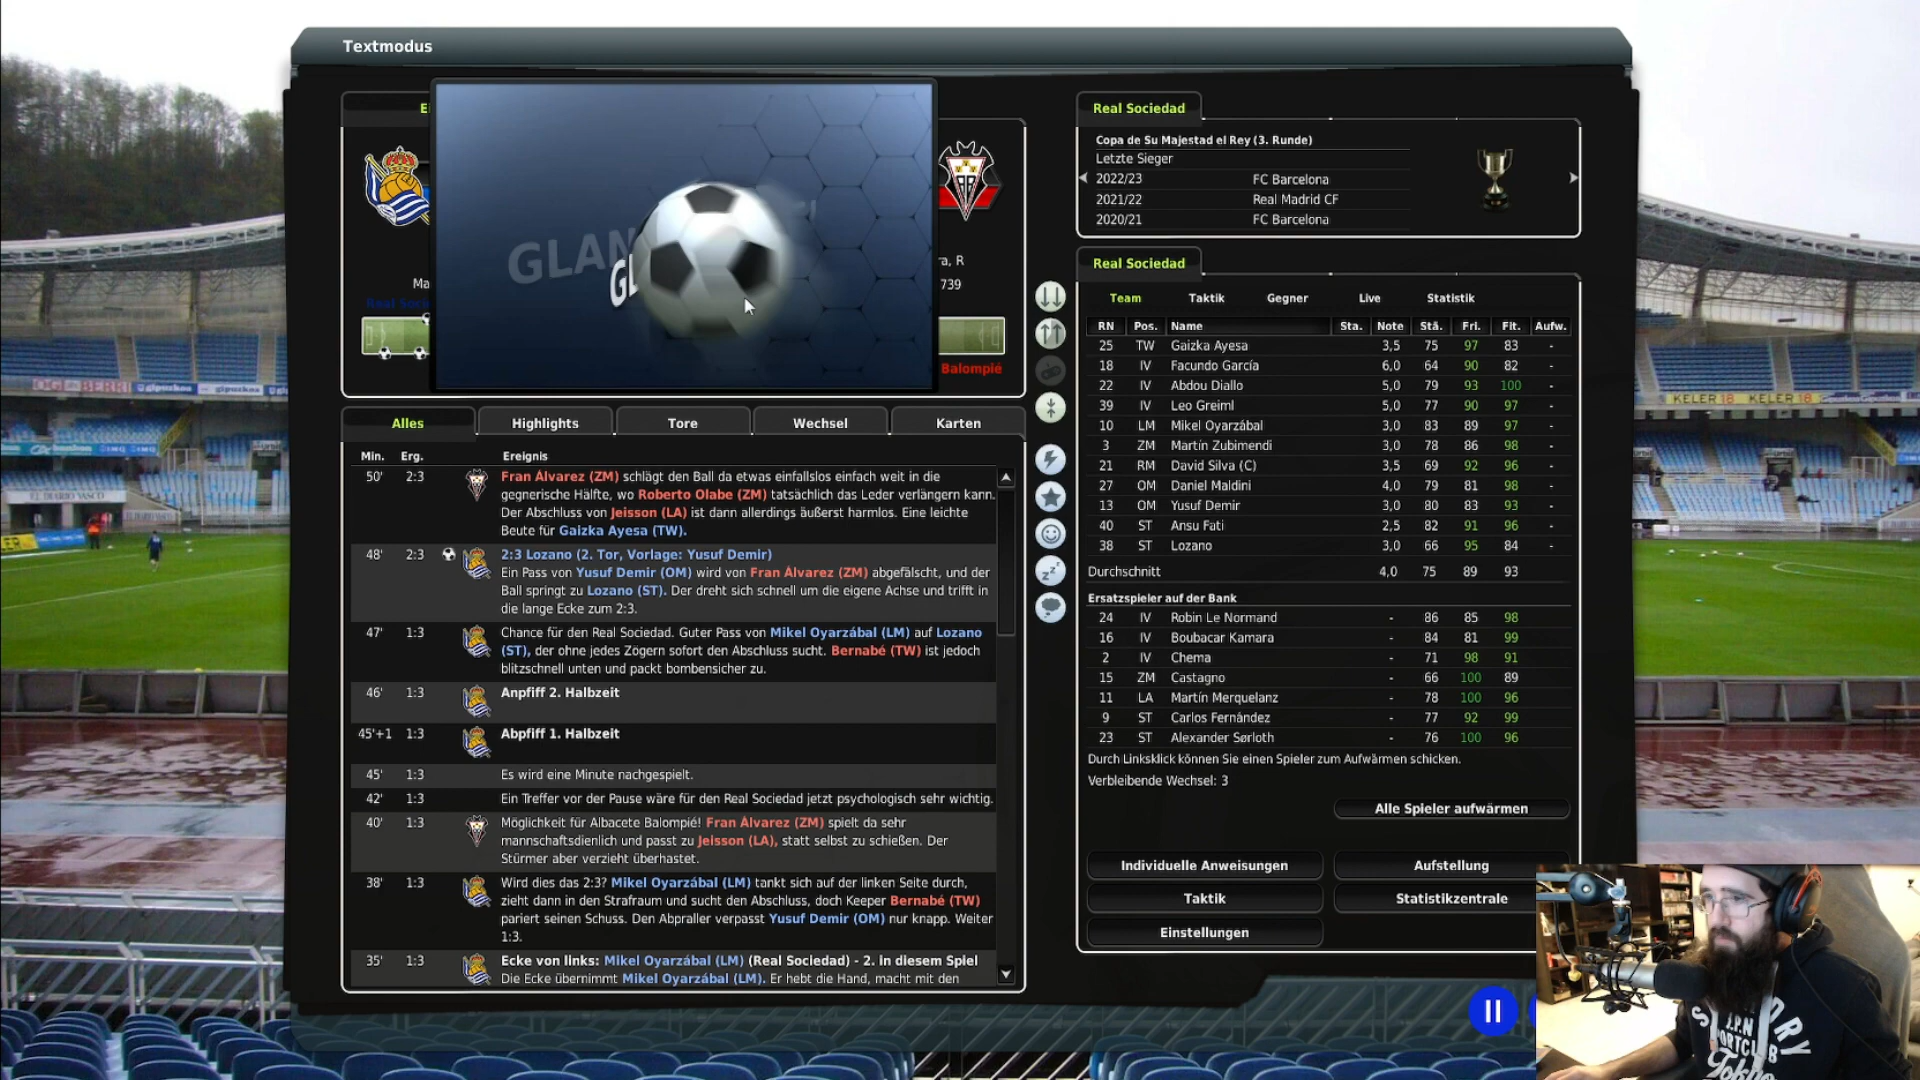 Textmodus
GLAN
GL
Ma
ra, R
739
Balompié
Alles
Highlights
Tore
Wechsel
Karten
Min.
Erg.
Ereignis
50'
2:3
Fran Álvarez (ZM) schlägt den Ball da etwas einfallslos einfach weit in die
gegnerische Hälfte, wo Roberto Olabe (ZM) tatsächlich das Leder verlängern kann.
Der Abschluss von Jeisson (LA) ist dann allerdings äußerst harmlos. Eine leichte
Beute für Gaizka Ayesa (TW).
48'
2:3
2:3 Lozano (2. Tor, Vorlage: Yusuf Demir)
Ein Pass von Yusuf Demir (OM) wird von Fran Álvarez (ZM) abgefälscht, und der
Ball springt zu Lozano (ST). Der dreht sich schnell um die eigene Achse und trifft in
die lange Ecke zum 2:3.
47'
1:3
Chance für den Real Sociedad. Guter Pass von Mikel Oyarzábal (LM) auf Lozano
(ST), der ohne jedes Zögern sofort den Abschluss sucht. Bernabé (TW) ist jedoch
blitzschnell unten und packt bombensicher zu.
46'
1:3
Anpfiff 2. Halbzeit
45'+1
1:3
Abpfiff 1. Halbzeit
45'
1:3
Es wird eine Minute nachgespielt.
42'
1:3
Ein Treffer vor der Pause wäre für den Real Sociedad jetzt psychologisch sehr wichtig.
40'
1:3
Möglichkeit für Albacete Balompié! Fran Álvarez (ZM) spielt da sehr
mannschaftsdienlich und passt zu Jeisson (LA), statt selbst zu schießen. Der
Stürmer aber verzieht überhastet.
38'
1:3
Wird dies das 2:3? Mikel Oyarzábal (LM) tankt sich auf der linken Seite durch,
zieht dann in den Strafraum und sucht den Abschluss, doch Keeper Bernabé (TW)
pariert seinen Schuss. Den Abpraller verpasst Yusuf Demir (OM) nur knapp. Weiter
1:3.
35'
1:3
Ecke von links: Mikel Oyarzábal (LM) (Real Sociedad) - 2. in diesem Spiel
Die Ecke übernimmt Mikel Oyarzábal (LM). Er hebt die Hand, macht mit den
Real Sociedad
Copa de Su Majestad el Rey (3. Runde)
Letzte Sieger
2022/23 FC Barcelona
2021/22 Real Madrid CF
2020/21 FC Barcelona
Real Sociedad
Team Taktik Gegner Live Statistik
RN Pos. Name Sta. Note Stä. Fri. Fit. Aufw.
25 TW Gaizka Ayesa 3,5 75 97 83 -
18 IV Facundo García 6,0 64 90 82 -
22 IV Abdou Diallo 5,0 79 93 100 -
39 IV Leo Greiml 5,0 77 90 97 -
10 LM Mikel Oyarzábal 3,0 83 89 97 -
3 ZM Martín Zubimendi 3,0 78 86 98 -
21 RM David Silva (C) 3,5 69 92 96 -
27 OM Daniel Maldini 4,0 79 81 98 -
13 OM Yusuf Demir 3,0 80 83 93 -
40 ST Ansu Fati 2,5 82 91 96 -
38 ST Lozano 3,0 66 95 84 -
Durchschnitt 4,0 75 89 93
Ersatzspieler auf der Bank
24 IV Robin Le Normand - 86 85 98
16 IV Boubacar Kamara - 84 81 99
2 IV Chema - 71 98 91
15 ZM Castagno - 66 100 89
11 LA Martín Merquelanz - 78 100 96
9 ST Carlos Fernández - 77 92 99
23 ST Alexander Sørloth - 76 100 96
Durch Linksklick können Sie einen Spieler zum Aufwärmen schicken.
Verbleibende Wechsel: 3
Alle Spieler aufwärmen
Individuelle Anweisungen
Aufstellung
Taktik
Statistikzentrale
Einstellungen
KELER 18 KELER 18
gipuzkoa
EL DIARIO VASCO